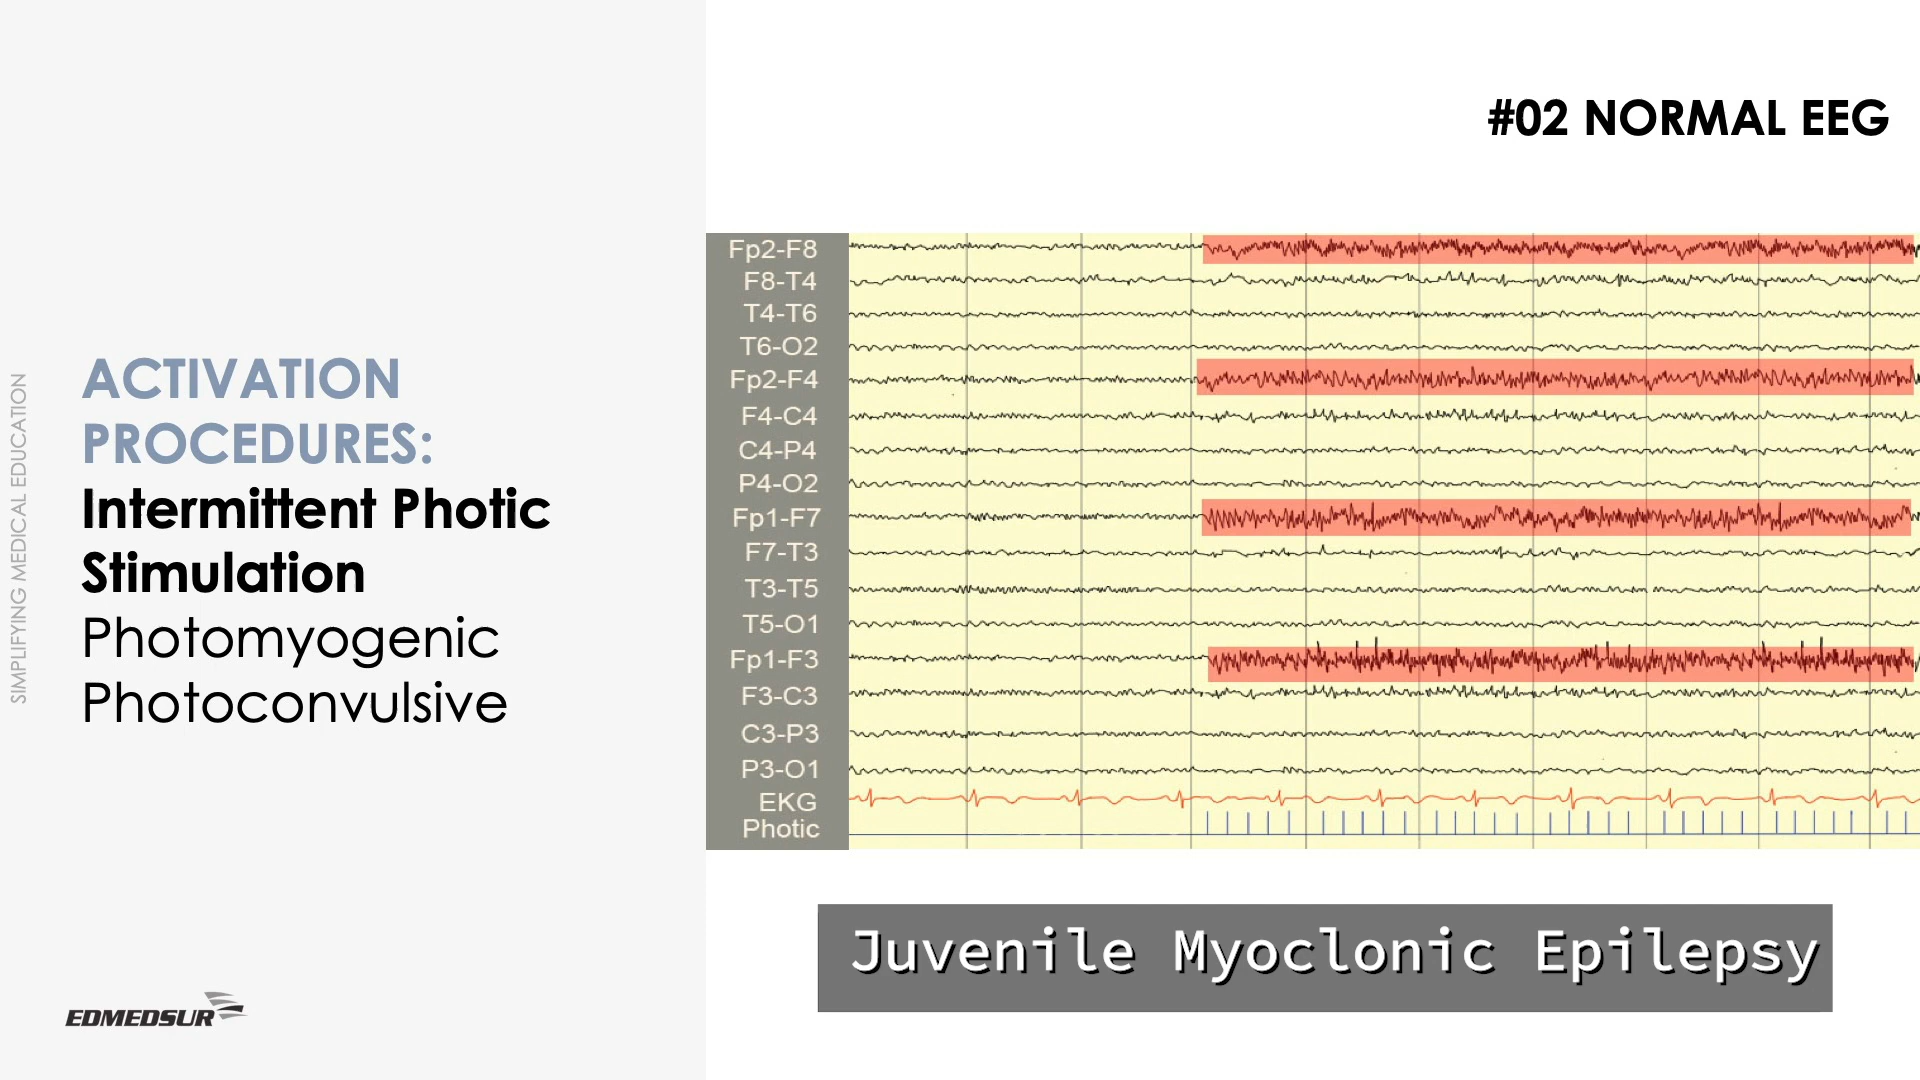 #02 NORMAL EEG
SIMPLIFYING MEDICAL EDUCATION
ACTIVATION
PROCEDURES:
Intermittent Photic
Stimulation
Photomyogenic
Photoconvulsive
EDMEDSUR
Fp2-F8
F8-T4
T4-T6
T6-O2
Fp2-F4
F4-C4
C4-P4
P4-O2
Fp1-F7
F7-T3
T3-T5
T5-O1
Fp1-F3
F3-C3
C3-P3
P3-O1
EKG
Photic
Juvenile Myoclonic Epilepsy